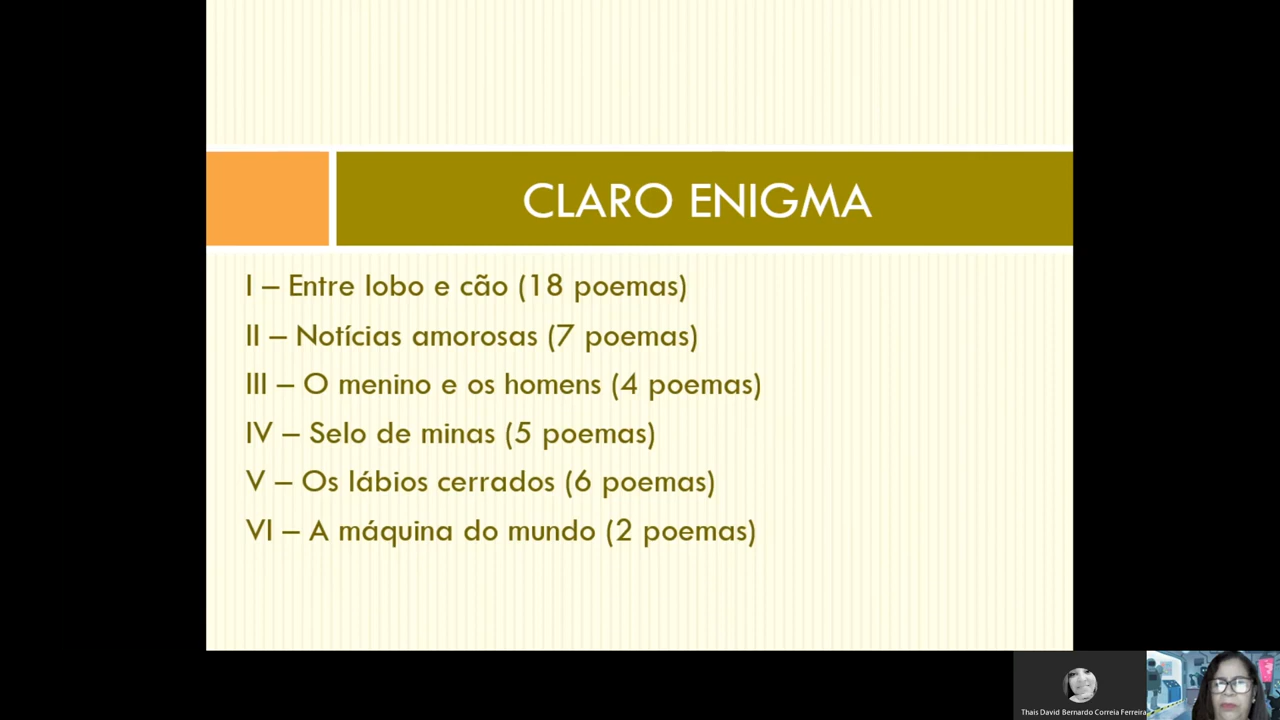 CLARO ENIGMA
I – Entre lobo e cão (18 poemas)
II – Notícias amorosas (7 poemas)
III – O menino e os homens (4 poemas)
IV – Selo de minas (5 poemas)
V – Os lábios cerrados (6 poemas)
VI – A máquina do mundo (2 poemas)
Thais David Bernardo Correia Ferreira